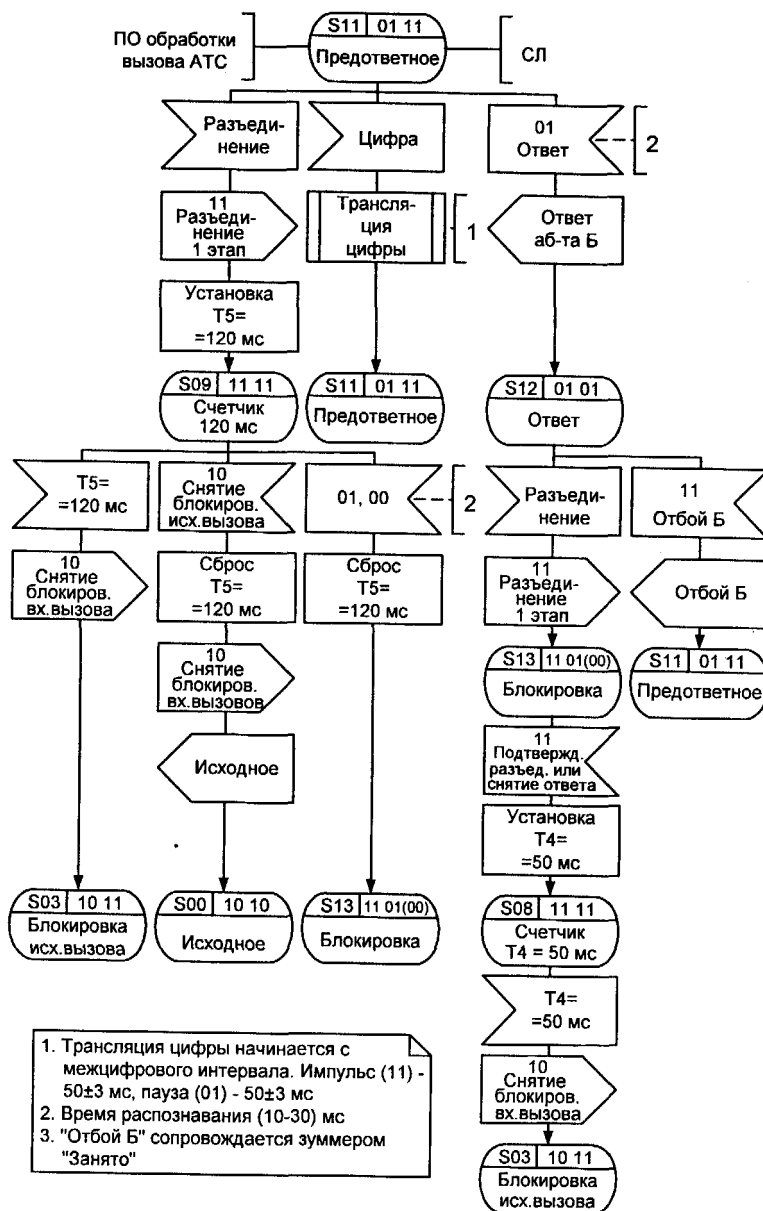 S11 01 11
Предответное
ПО обработки
вызова АТС
СЛ
Разъеди-
нение
Цифра
01
Ответ
2
11
Разъеди-
нение
1 этап
Трансля-
ция
цифры
1
Ответ
аб-та Б
Установка
T5=
=120 мс
S09 11 11
Счетчик
120 мс
S11 01 11
Предответное
S12 01 01
Ответ
T5=
=120 мс
10
Снятие
блокиров.
исх.вызова
01, 00
2
Разъеди-
нение
11
Отбой Б
10
Снятие
блокиров.
вх.вызова
Сброс
T5=
=120 мс
Сброс
T5=
=120 мс
11
Разъеди-
нение
1 этап
Отбой Б
10
Снятие
блокиров.
вх.вызовов
S13 11 01(00)
Блокировка
S11 01 11
Предответное
Исходное
11
Подтвержд.
разъед. или
снятие ответа
Установка
T4=
=50 мс
S03 10 11
Блокировка
исх.вызова
S00 10 10
Исходное
S13 11 01(00)
Блокировка
S08 11 11
Счетчик
T4 = 50 мс
T4=
=50 мс
10
Снятие
блокиров.
вх.вызова
S03 10 11
Блокировка
исх.вызова
1. Трансляция цифры начинается с
межцифрового интервала. Импульс (11) -
50±3 мс, пауза (01) - 50±3 мс
2. Время распознавания (10-30) мс
3. "Отбой Б" сопровождается зуммером
"Занято"